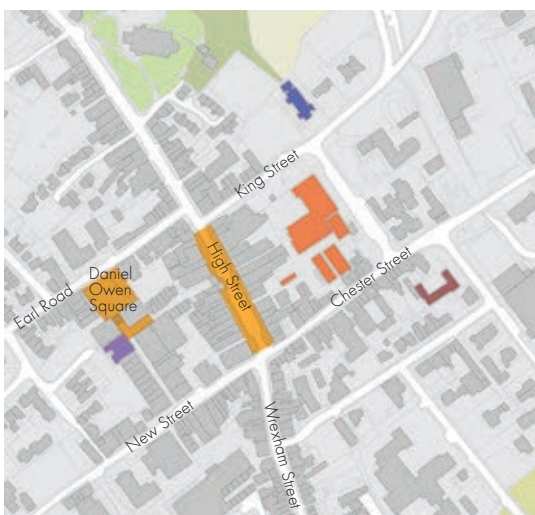 King Street
High Street
Daniel
Owen
Square
Earl Road
Chester Street
New Street
Wrexham Street